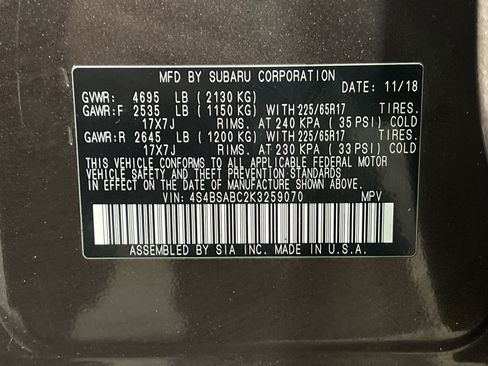 MFD BY SUBARU CORPORATION
DATE: 11/18
GVWR: 4695 LB (2130 KG)
GAWR:F 2535 LB (1150 KG) WITH 225/65R17 TIRES.
17X7J RIMS. AT 240 KPA (35 PSI) COLD
GAWR:R 2645 LB (1200 KG) WITH 225/65R17 TIRES.
17X7J RIMS. AT 230 KPA (33 PSI) COLD
THIS VEHICLE CONFORMS TO ALL APPLICABLE FEDERAL MOTOR
VEHICLE SAFETY AND THEFT PREVENTION STANDARDS
IN EFFECT ON THE DATE OF MANUFACTURE SHOWN ABOVE.
VIN: 4S4BSABC2K3259070 MPV
ASSEMBLED BY SIA INC. MADE IN U.S.A.